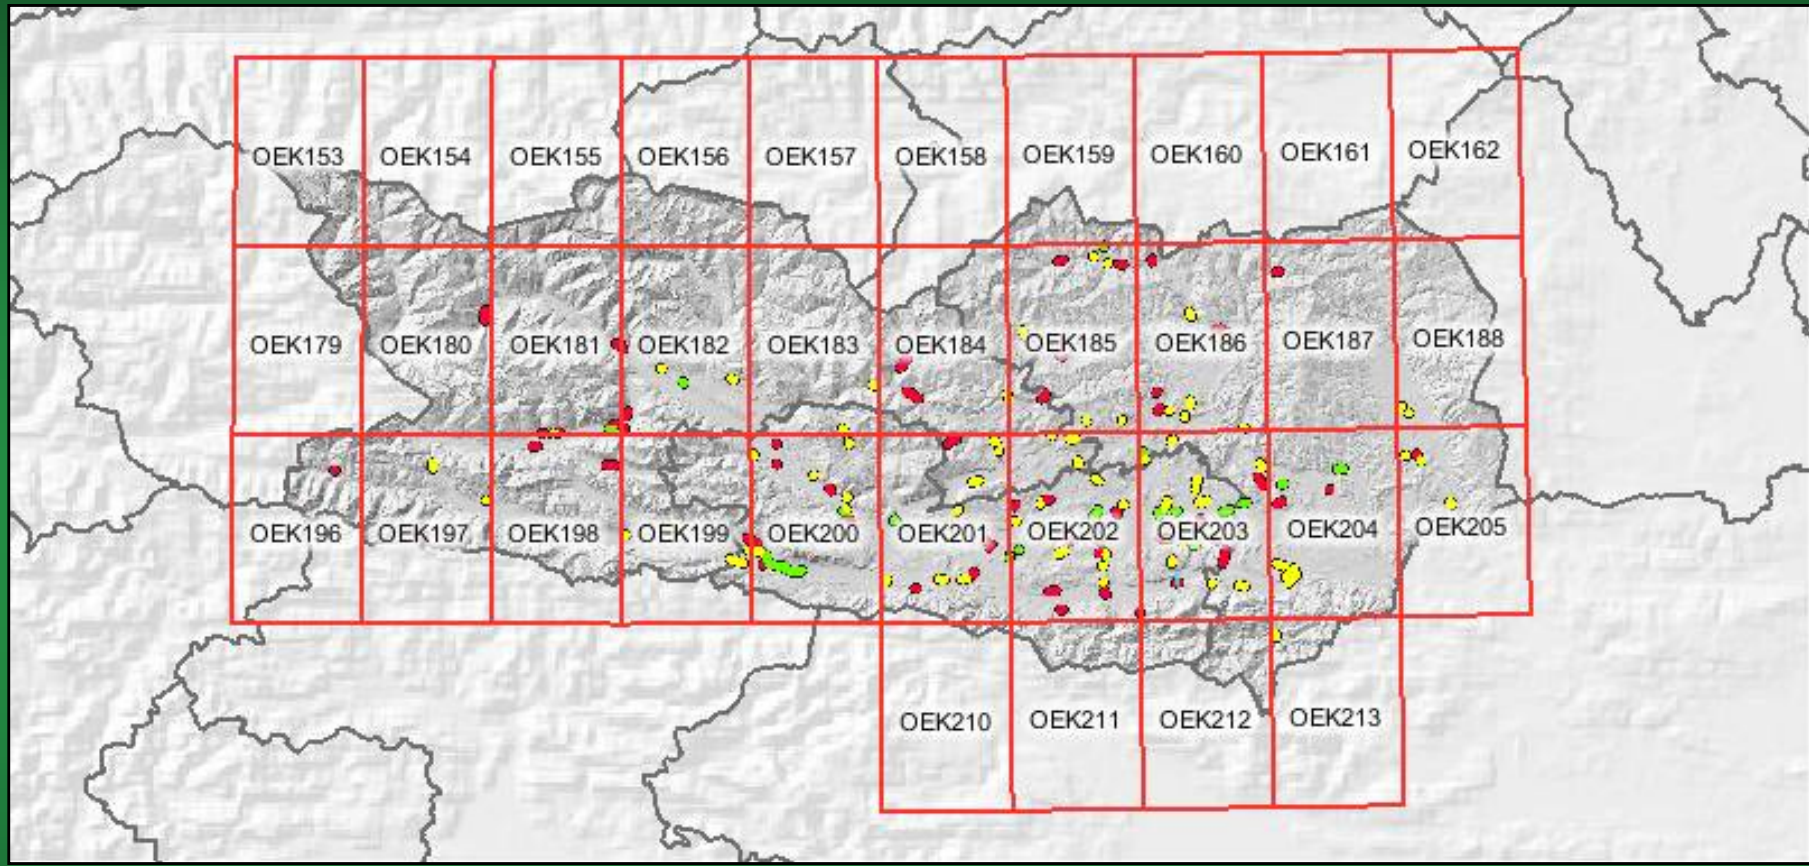 OEK153 OEK154 OEK155 OEK156 OEK157 OEK158 OEK159 OEK160 OEK161 OEK162
OEK179 OEK180 OEK181 OEK182 OEK183 OEK184 OEK185 OEK186 OEK187 OEK188
OEK196 OEK197 OEK198 OEK199 OEK200 OEK201 OEK202 OEK203 OEK204 OEK205
OEK210 OEK211 OEK212 OEK213